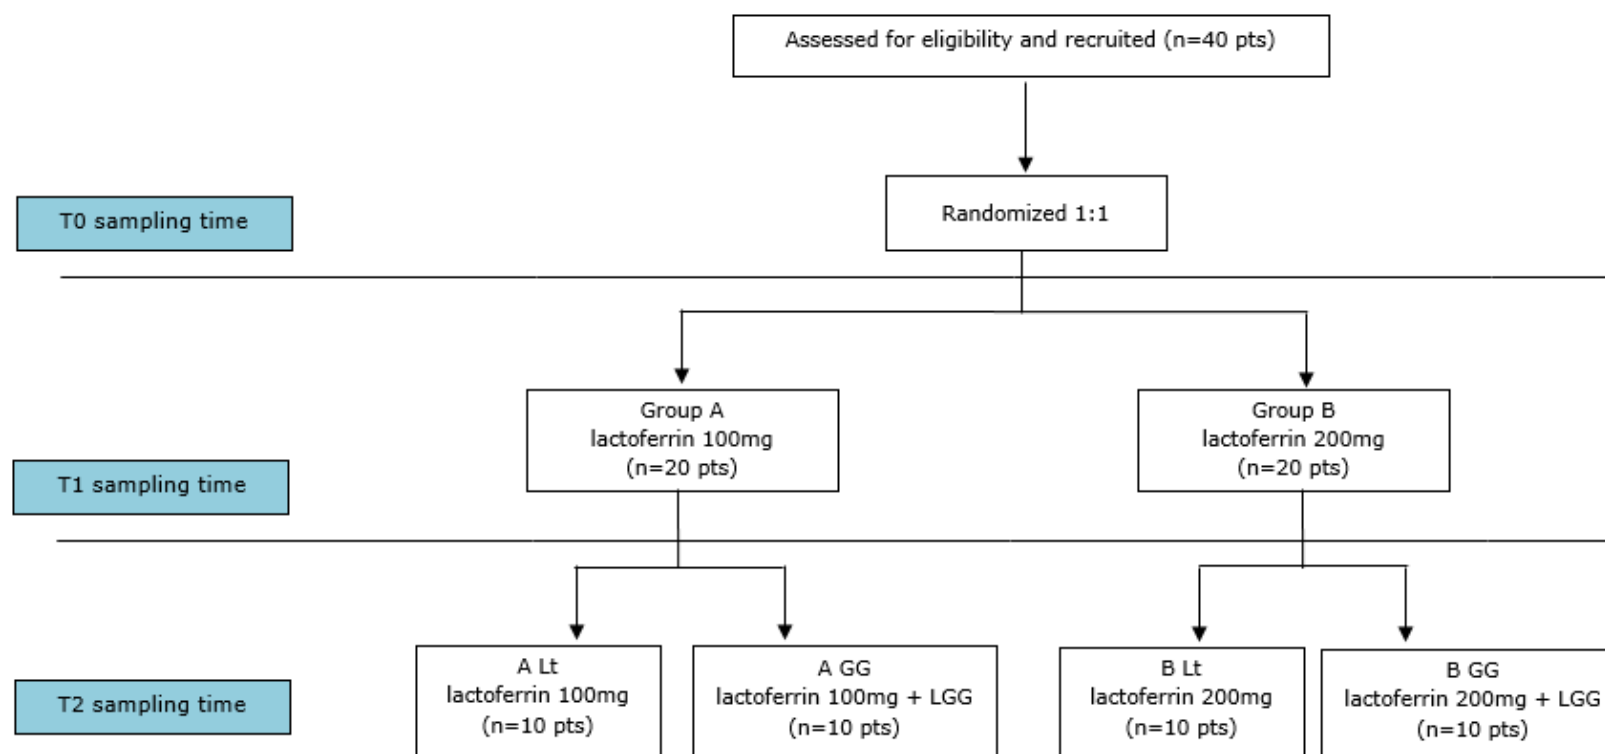 Assessed for eligibility and recruited (n=40 pts)
T0 sampling time
Randomized 1:1
Group A
lactoferrin 100mg
(n=20 pts)
Group B
lactoferrin 200mg
(n=20 pts)
T1 sampling time
T2 sampling time
A Lt
lactoferrin 100mg
(n=10 pts)
A GG
lactoferrin 100mg + LGG
(n=10 pts)
B Lt
lactoferrin 200mg
(n=10 pts)
B GG
lactoferrin 200mg + LGG
(n=10 pts)